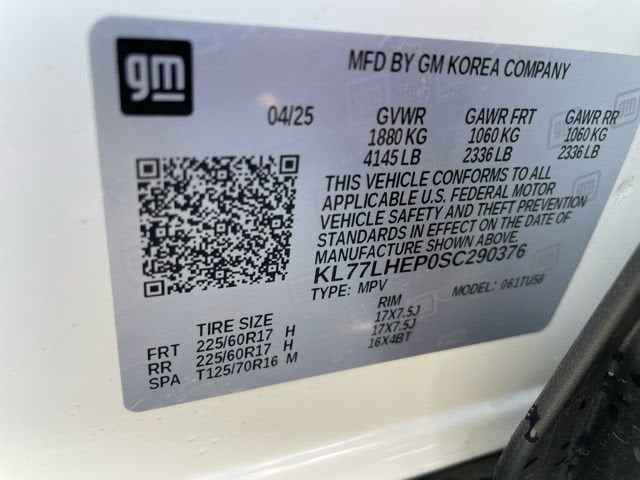 gm
MFD BY GM KOREA COMPANY
04/25 GVWR GAWR FRT GAWR RR
1880 KG 1060 KG 1060 KG
4145 LB 2336 LB 2336 LB
THIS VEHICLE CONFORMS TO ALL
APPLICABLE U.S. FEDERAL MOTOR
VEHICLE SAFETY AND THEFT PREVENTION
STANDARDS IN EFFECT ON THE DATE OF
MANUFACTURE SHOWN ABOVE.
KL77LHEP0SC290376
TYPE: MPV MODEL: 061TU58
TIRE SIZE RIM
FRT 225/60R17 H 17X7.5J
RR 225/60R17 H 17X7.5J
SPA T125/70R16 M 16X4BT